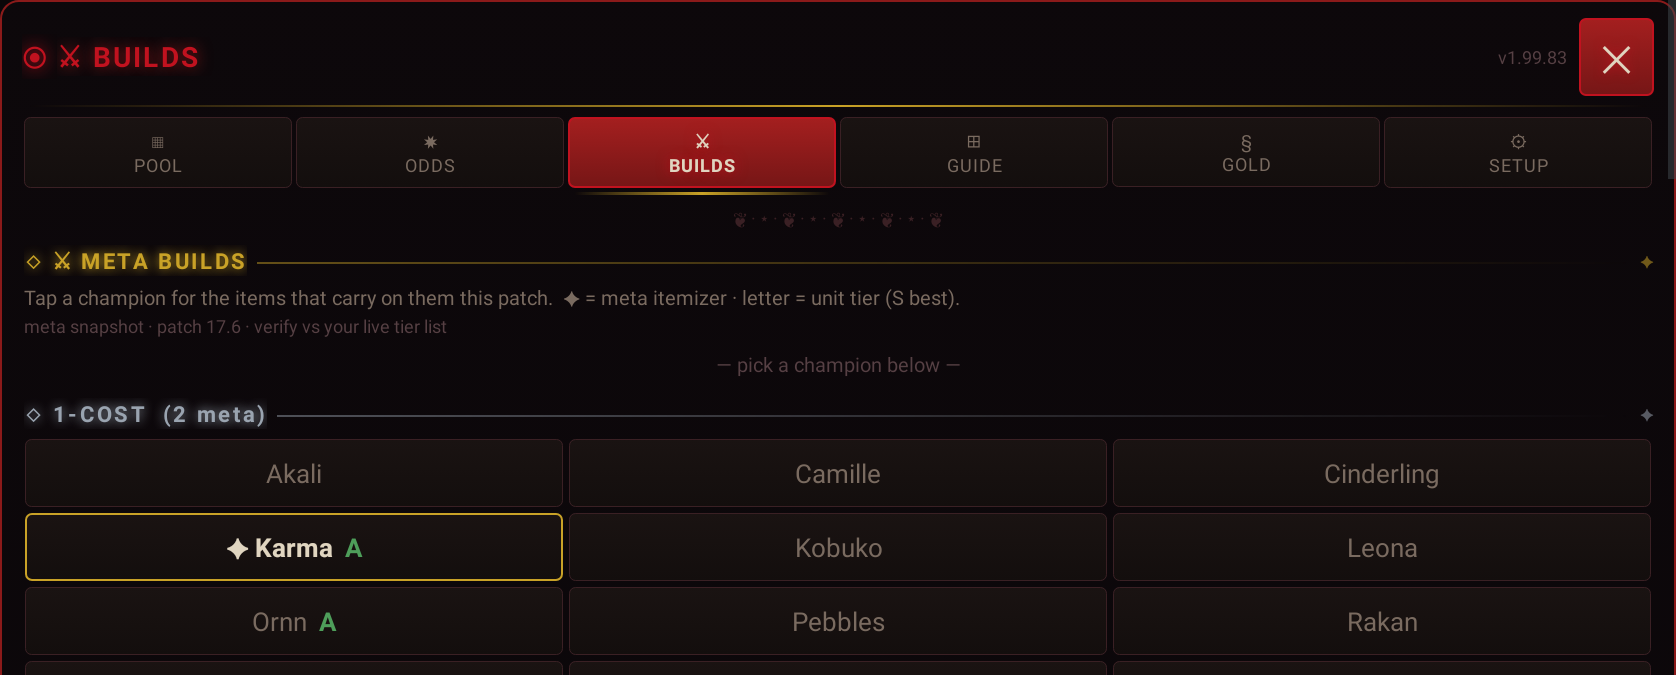 BUILDS
v1.99.83
POOL
ODDS
BUILDS
GUIDE
§
GOLD
SETUP
META BUILDS
Tap a champion for the items that carry on them this patch. ✦ = meta itemizer · letter = unit tier (S best).
meta snapshot · patch 17.6 · verify vs your live tier list
— pick a champion below —
1-COST (2 meta)
Akali
Camille
Cinderling
✦ Karma A
Kobuko
Leona
Ornn A
Pebbles
Rakan